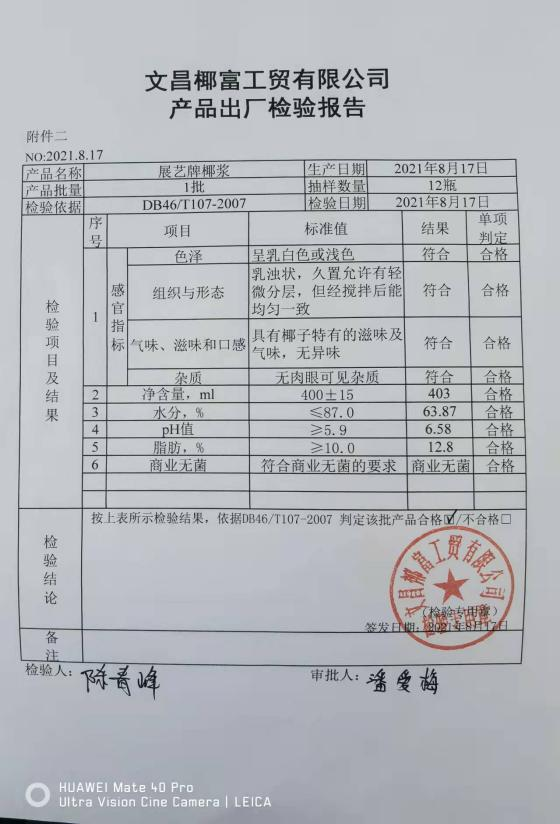 文昌椰富工贸有限公司
产品出厂检验报告
附件二
NO:2021.8.17
产品名称 展艺牌椰浆 生产日期 2021年8月17日
产品批量 1批 抽样数量 12瓶
检验依据 DB46/T107-2007 检验日期 2021年8月17日
检验项目及结果
序号 项目 标准值 结果 单项判定
1 感官指标
色泽 呈乳白色或浅色 符合 合格
组织与形态 乳浊状，久置允许有轻微分层，但经搅拌后能均匀一致 符合 合格
气味、滋味和口感 具有椰子特有的滋味及气味，无异味 符合 合格
杂质 无肉眼可见杂质 符合 合格
2 净含量，ml 400±15 403 合格
3 水分，% ≤87.0 63.87 合格
4 pH值 ≥5.9 6.58 合格
5 脂肪，% ≥10.0 12.8 合格
6 商业无菌 符合商业无菌的要求 商业无菌 合格
检验结论
按上表所示检验结果，依据DB46/T107-2007 判定该批产品合格☑/不合格□
文昌椰富工贸有限公司
检验专用章
（检验专用章）
签发日期：2021年8月17日
备注
检验人：陈青峰 审批人：潘爱梅
HUAWEI Mate 40 Pro
Ultra Vision Cine Camera | LEICA